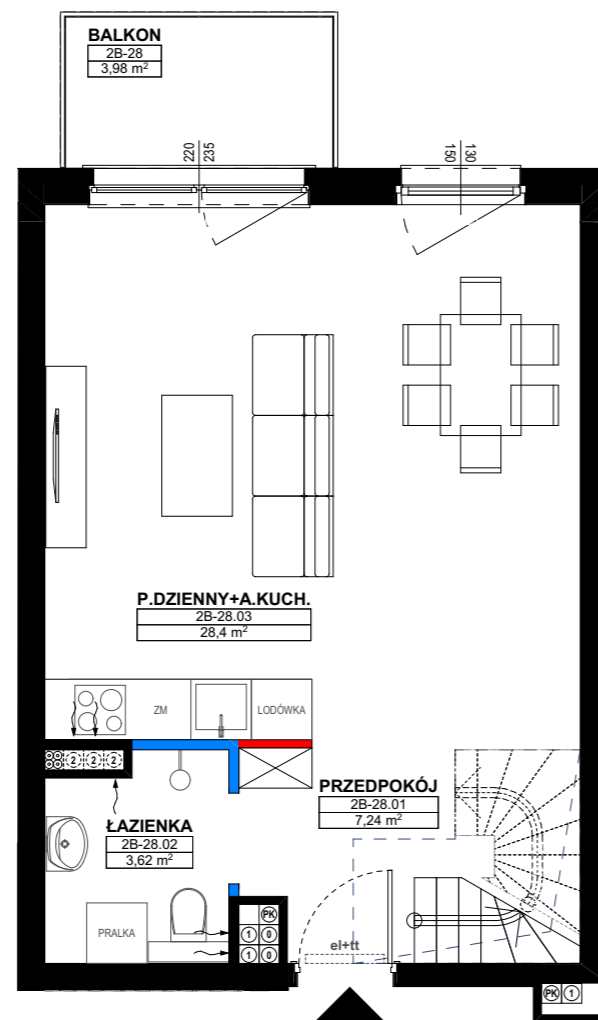 BALKON
2B-28
3,98 m²
220
235
150
130
P.DZIENNY+A.KUCH.
2B-28.03
28,4 m²
ZM
LODÓWKA
2 2 2
PRZEDPOKÓJ
2B-28.01
7,24 m²
ŁAZIENKA
2B-28.02
3,62 m²
PRALKA
PK
1 0
1 0
el+tt
PK 1